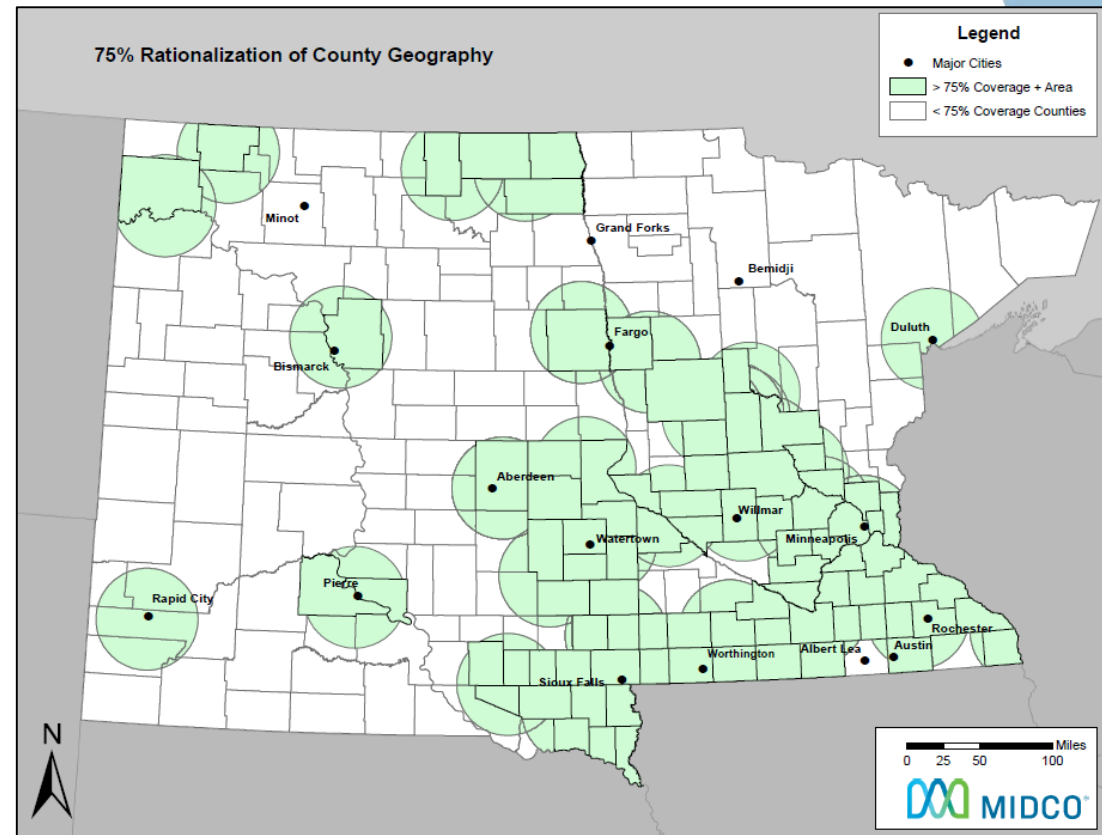 75% Rationalization of County Geography
Legend
Major Cities
> 75% Coverage + Area
< 75% Coverage Counties
Minot
Grand Forks
Bemidji
Fargo
Duluth
Bismarck
Aberdeen
Willmar
Watertown
Minneapolis
Pierre
Rapid City
Rochester
Albert Lea
Austin
Worthington
Sioux Falls
N
Miles
0 25 50 100
MIDCO®